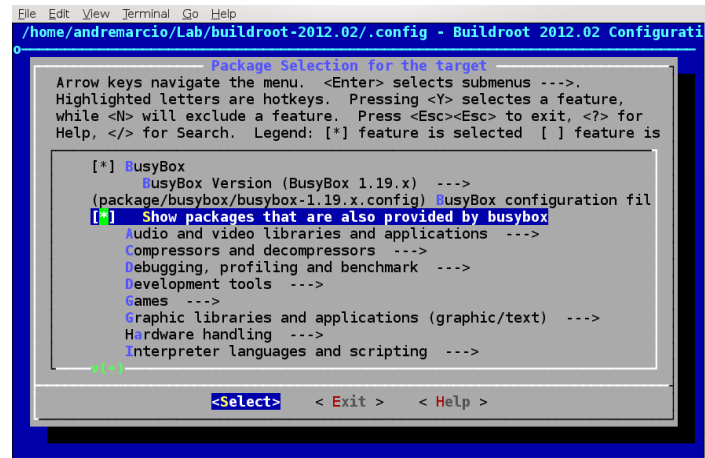 File Edit View Terminal Go Help
/home/andremarcio/Lab/buildroot-2012.02/.config - Buildroot 2012.02 Configurati
Package Selection for the target
Arrow keys navigate the menu. <Enter> selects submenus --->.
Highlighted letters are hotkeys. Pressing <Y> selectes a feature,
while <N> will exclude a feature. Press <Esc><Esc> to exit, <?> for
Help, </> for Search. Legend: [*] feature is selected [ ] feature is
[*] BusyBox
BusyBox Version (BusyBox 1.19.x) --->
(package/busybox/busybox-1.19.x.config) BusyBox configuration fil
[*] Show packages that are also provided by busybox
Audio and video libraries and applications --->
Compressors and decompressors --->
Debugging, profiling and benchmark --->
Development tools --->
Games --->
Graphic libraries and applications (graphic/text) --->
Hardware handling --->
Interpreter languages and scripting --->
v(+)
<Select> < Exit > < Help >